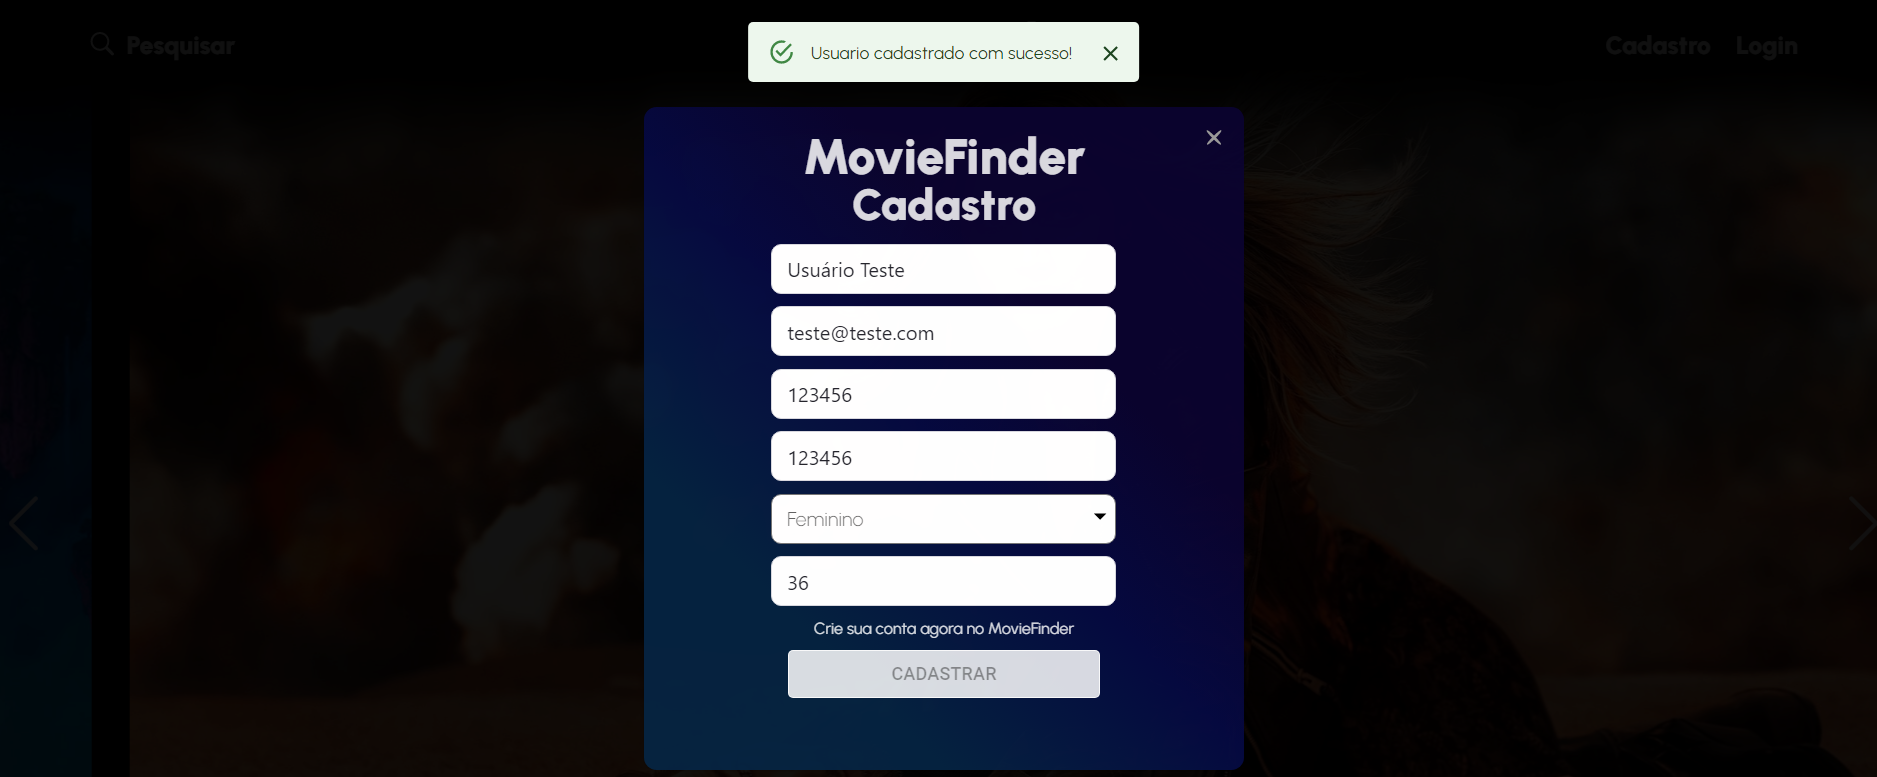 Pesquisar
Cadastro Login
Usuario cadastrado com sucesso!
MovieFinder
Cadastro
Usuário Teste
teste@teste.com
123456
123456
Feminino
36
Crie sua conta agora no MovieFinder
CADASTRAR